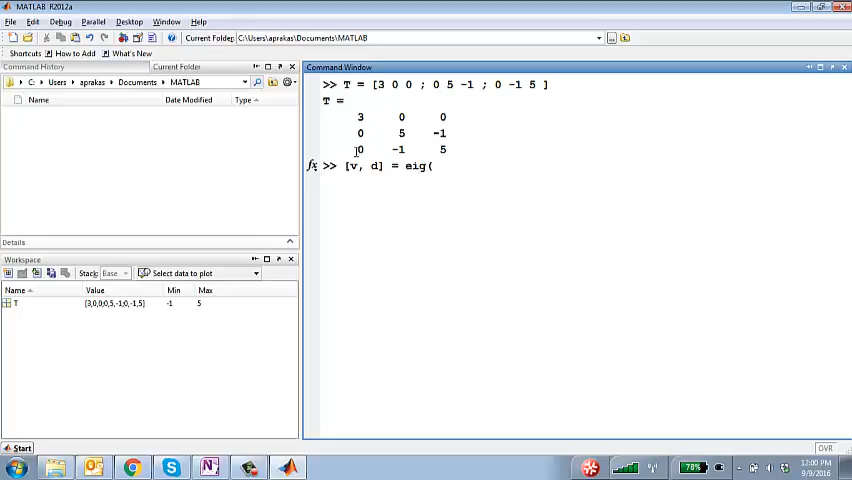 MATLAB R2012a
File Edit Debug Parallel Desktop Window Help
Current Folder: C:\Users\aprakas\Documents\MATLAB
Shortcuts How to Add What's New
Command History Current Folder
C: Users aprakas Documents MATLAB
Name Date Modified Type
Details
Workspace
Stack: Base Select data to plot
Name Value Min Max
T [3,0,0;0,5,-1;0,-1,5] -1 5
Command Window
>> T = [3 0 0 ; 0 5 -1 ; 0 -1 5 ]
T =
3 0 0
0 5 -1
0 -1 5
fx >> [v, d] = eig(
Start
OVR
78%
12:00 PM
9/9/2016